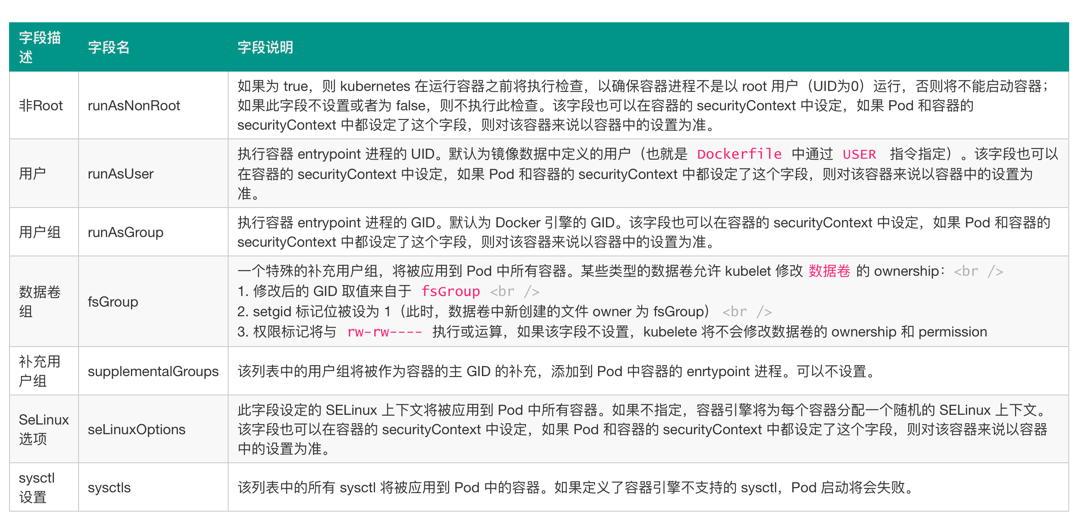 字段描述 字段名 字段说明
非Root runAsNonRoot 如果为 true，则 kubernetes 在运行容器之前将执行检查，以确保容器进程不是以 root 用户（UID为0）运行，否则将不能启动容器；
如果此字段不设置或者为 false，则不执行此检查。该字段也可以在容器的 securityContext 中设定，如果 Pod 和容器的
securityContext 中都设定了这个字段，则对该容器来说以容器中的设置为准。
用户 runAsUser 执行容器 entrypoint 进程的 UID。默认为镜像数据中定义的用户（也就是 Dockerfile 中通过 USER 指令指定）。该字段也可以
在容器的 securityContext 中设定，如果 Pod 和容器的 securityContext 中都设定了这个字段，则对该容器来说以容器中的设置为
准。
用户组 runAsGroup 执行容器 entrypoint 进程的 GID。默认为 Docker 引擎的 GID。该字段也可以在容器的 securityContext 中设定，如果 Pod 和容器的
securityContext 中都设定了这个字段，则对该容器来说以容器中的设置为准。
数据卷组 fsGroup 一个特殊的补充用户组，将被应用到 Pod 中所有容器。某些类型的数据卷允许 kubelet 修改 数据卷 的 ownership：<br />
1. 修改后的 GID 取值来自于 fsGroup <br />
2. setgid 标记位被设为 1（此时，数据卷中新创建的文件 owner 为 fsGroup） <br />
3. 权限标记将与 rw-rw---- 执行或运算，如果该字段不设置，kubelete 将不会修改数据卷的 ownership 和 permission
补充用户组 supplementalGroups 该列表中的用户组将被作为容器的主 GID 的补充，添加到 Pod 中容器的 enrtypoint 进程。可以不设置。
SeLinux选项 seLinuxOptions 此字段设定的 SELinux 上下文将被应用到 Pod 中所有容器。如果不指定，容器引擎将为每个容器分配一个随机的 SELinux 上下文。
该字段也可以在容器的 securityContext 中设定，如果 Pod 和容器的 securityContext 中都设定了这个字段，则对该容器来说以容器
中的设置为准。
sysctl设置 sysctls 该列表中的所有 sysctl 将被应用到 Pod 中的容器。如果定义了容器引擎不支持的 sysctl，Pod 启动将会失败。